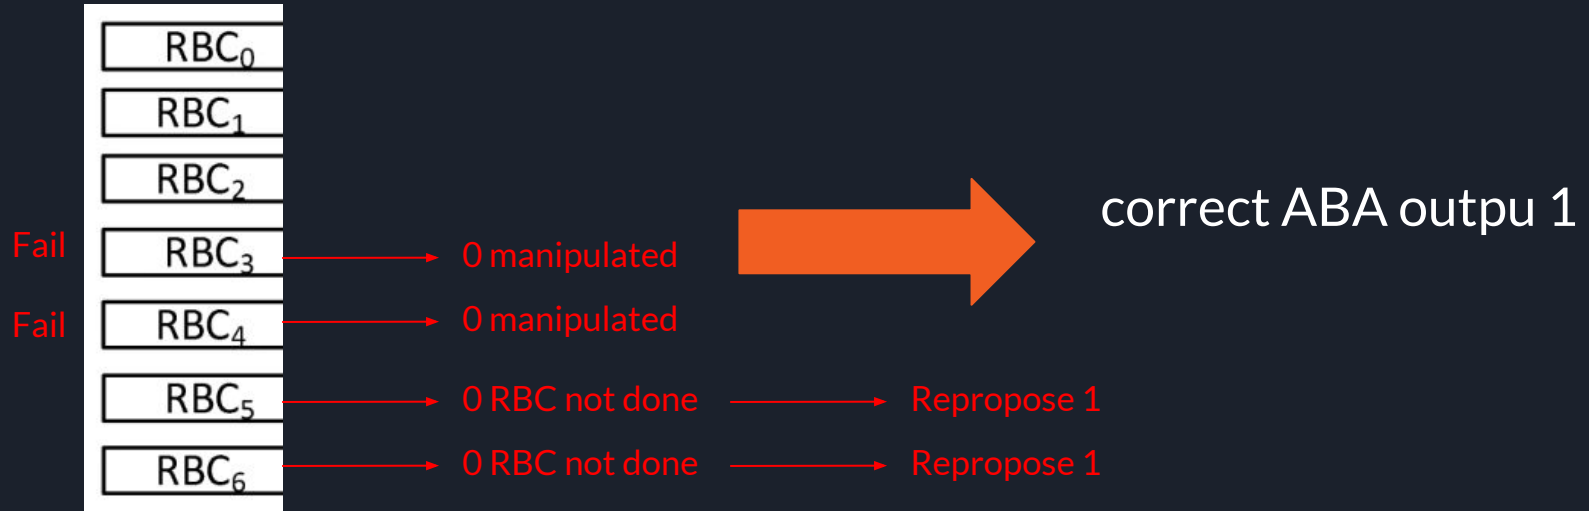 RBC0
RBC1
RBC2
correct ABA outpu 1
Fail RBC3 0 manipulated
Fail RBC4 0 manipulated
RBC5 0 RBC not done Repropose 1
RBC6 0 RBC not done Repropose 1